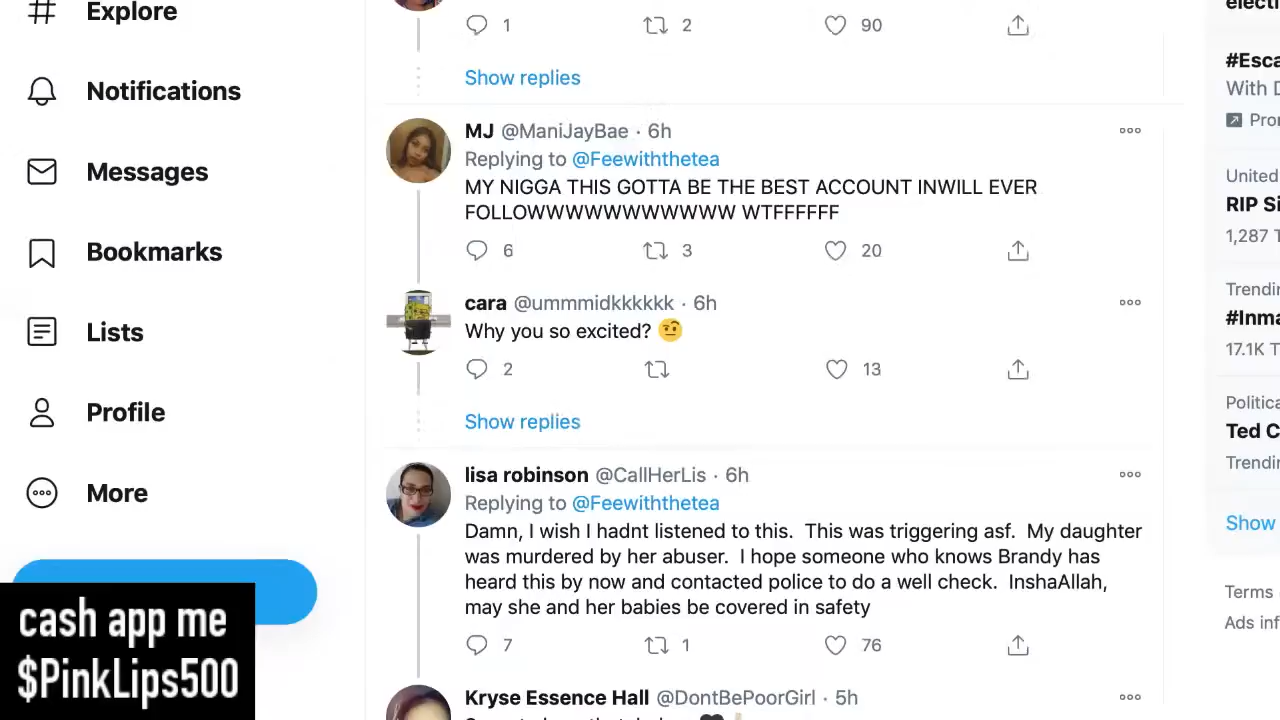 Explore
Notifications
Messages
Bookmarks
Lists
Profile
More
cash app me
$PinkLips500
1 2 90
Show replies
MJ @ManiJayBae · 6h
Replying to @Feewiththetea
MY NIGGA THIS GOTTA BE THE BEST ACCOUNT INWILL EVER
FOLLOWWWWWWWWWWW WTFFFFFF
6 3 20
cara @ummmidkkkkkk · 6h
Why you so excited? 🤨
2 13
Show replies
lisa robinson @CallHerLis · 6h
Replying to @Feewiththetea
Damn, I wish I hadnt listened to this. This was triggering asf. My daughter
was murdered by her abuser. I hope someone who knows Brandy has
heard this by now and contacted police to do a well check. InshaAllah,
may she and her babies be covered in safety
7 1 76
Kryse Essence Hall @DontBePoorGirl · 5h
#Esca
With D
Pro
United
RIP Si
1,287 T
Trendi
#Inma
17.1K T
Politica
Ted C
Trendi
Show
Terms
Ads inf